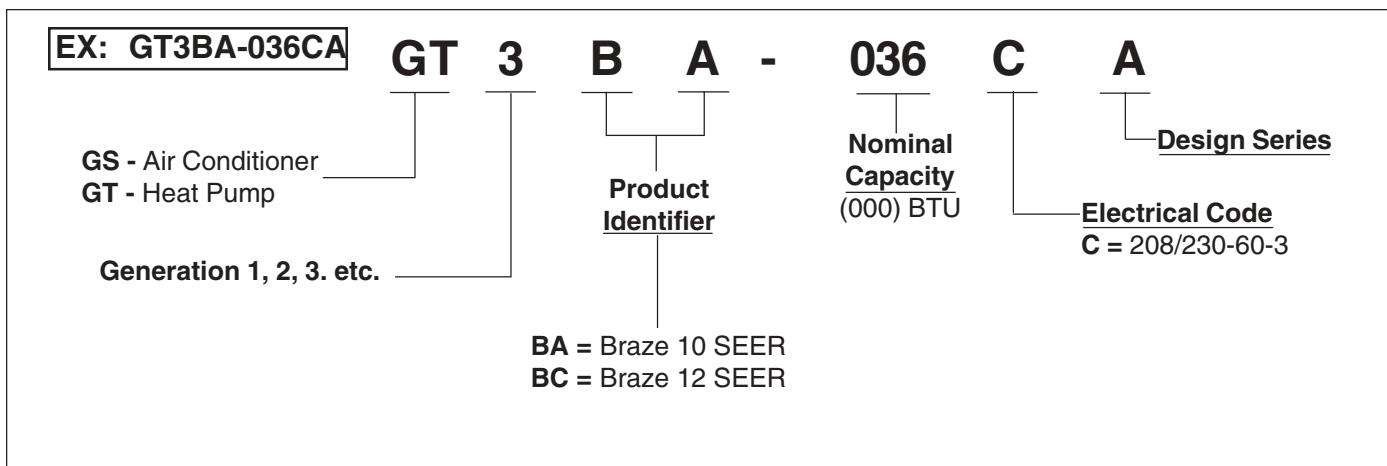 EX: GT3BA-036CA
GT 3 B A - 036 C A
GS - Air Conditioner
GT - Heat Pump
Generation 1, 2, 3. etc.
Product
Identifier
BA = Braze 10 SEER
BC = Braze 12 SEER
Nominal
Capacity
(000) BTU
Design Series
Electrical Code
C = 208/230-60-3